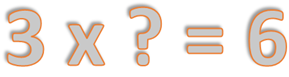 3 x ? = 6